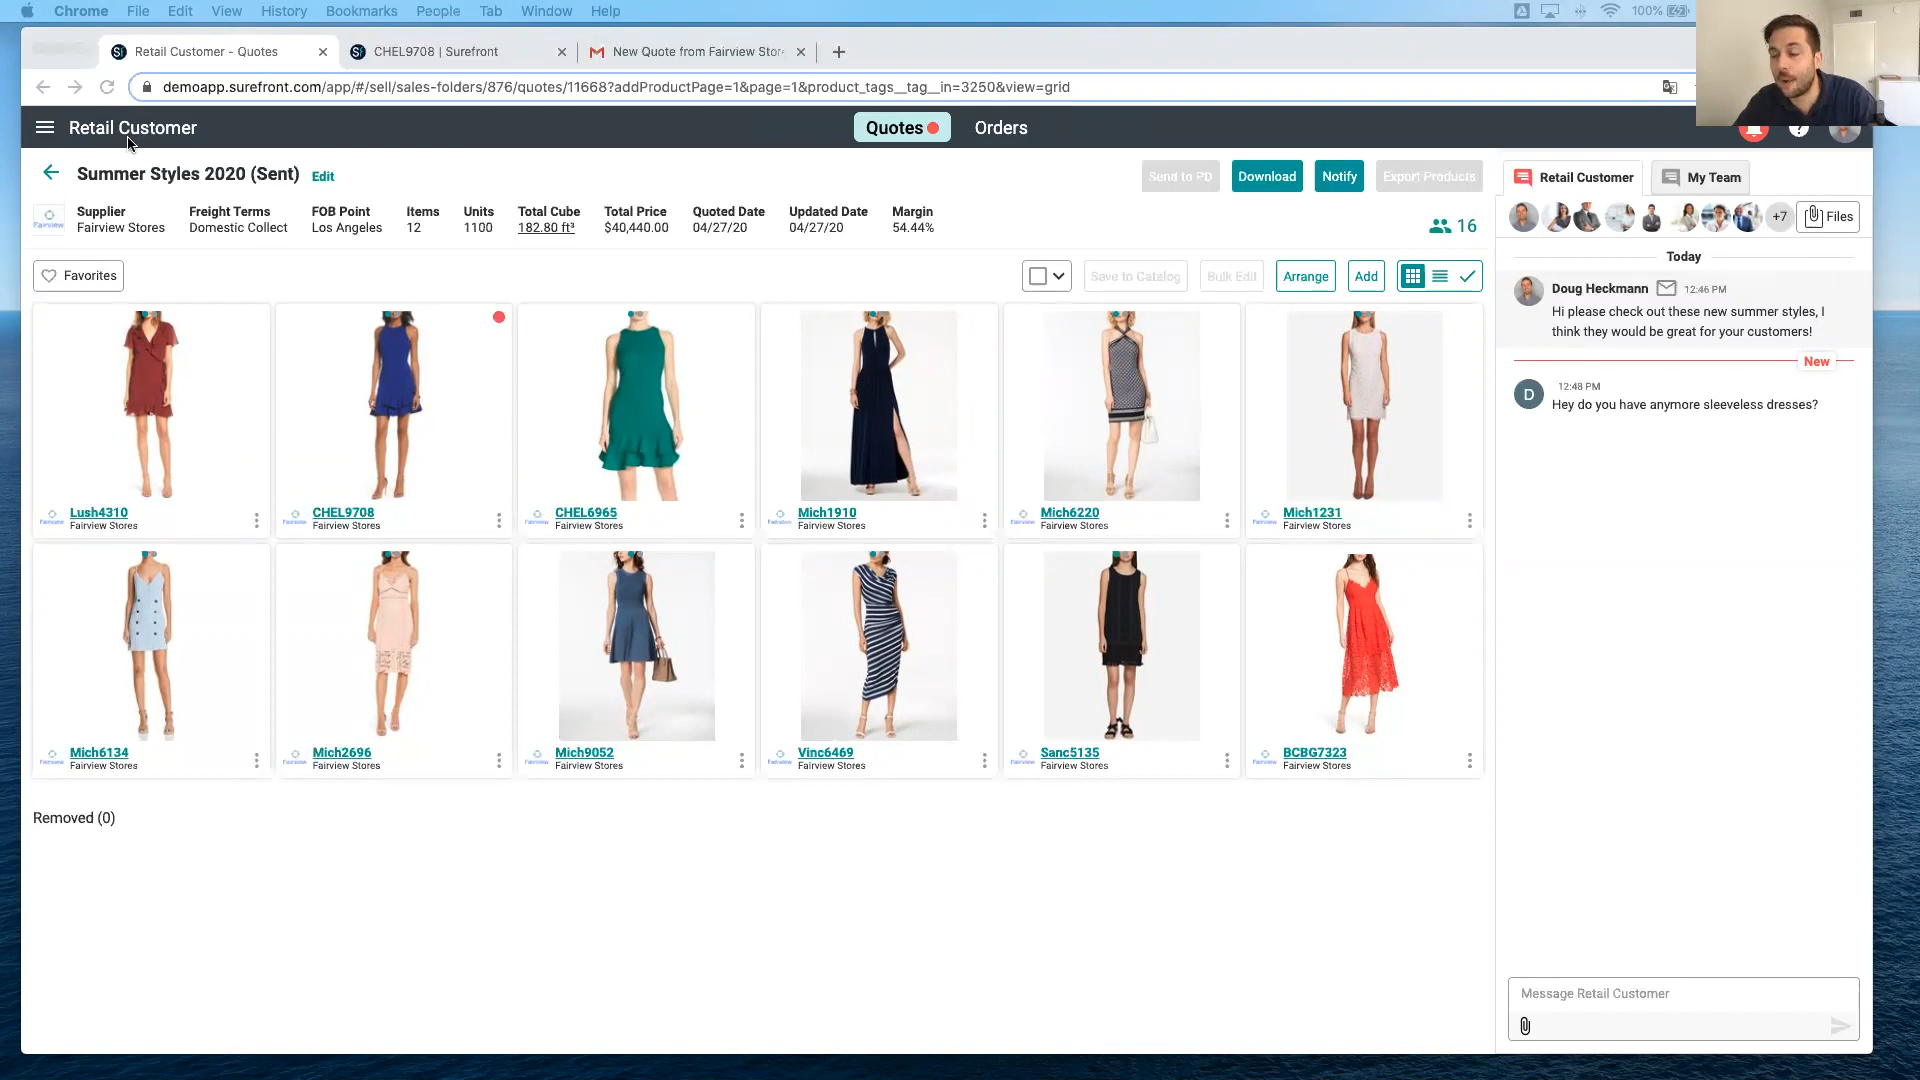 Chrome File Edit View History Bookmarks People Tab Window Help 100%
Retail Customer - Quotes
CHEL9708 | Surefront
New Quote from Fairview Stor
demoapp.surefront.com/app/#/sell/sales-folders/876/quotes/11668?addProductPage=1&page=1&product_tags__tag__in=3250&view=grid
Retail Customer
Quotes
Orders
Summer Styles 2020 (Sent) Edit
Send to PD
Download
Notify
Export Products
Supplier Freight Terms FOB Point Items Units Total Cube Total Price Quoted Date Updated Date Margin
Fairview Stores Domestic Collect Los Angeles 12 1100 182.80 ft³ $40,440.00 04/27/20 04/27/20 54.44%
Fairview
16
Favorites
Save to Catalog
Bulk Edit
Arrange
Add
Lush4310
Fairview Stores
CHEL9708
Fairview Stores
CHEL6965
Fairview Stores
Mich1910
Fairview Stores
Mich6220
Fairview Stores
Mich1231
Fairview Stores
Mich6134
Fairview Stores
Mich2696
Fairview Stores
Mich9052
Fairview Stores
Vinc6469
Fairview Stores
Sanc5135
Fairview Stores
BCBG7323
Fairview Stores
Removed (0)
Retail Customer
My Team
+7
Files
Today
Doug Heckmann 12:46 PM
Hi please check out these new summer styles, I
think they would be great for your customers!
New
D
12:48 PM
Hey do you have anymore sleeveless dresses?
Message Retail Customer